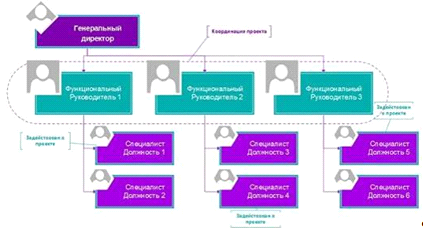 Генеральный
директор
Координация проекта
Функциональный
Руководитель 1
Функциональный
Руководитель 2
Функциональный
Руководитель 3
Задействован
в проекте
Задействован в
проекте
Специалист
Должность 1
Специалист
Должность 3
Специалист
Должность 5
Специалист
Должность 2
Специалист
Должность 4
Специалист
Должность 6
Задействован в
проекте